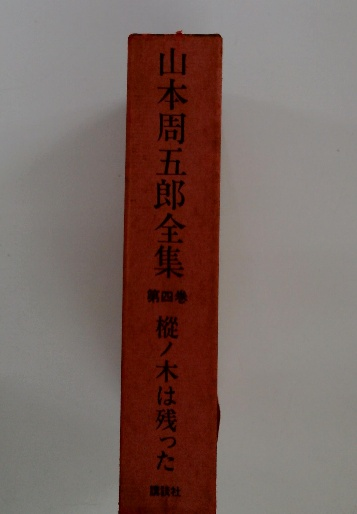 山本周五郎全集
第四巻
樅ノ木は残った
講談社